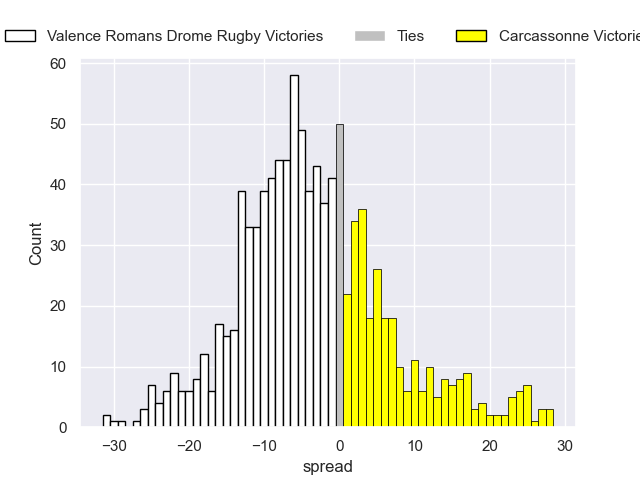 Valence Romans Drome Rugby Victories Ties Carcassonne Victorie
60
50
40
30
20
10
0
Count
−30 −20 −10 0 10 20 30
spread